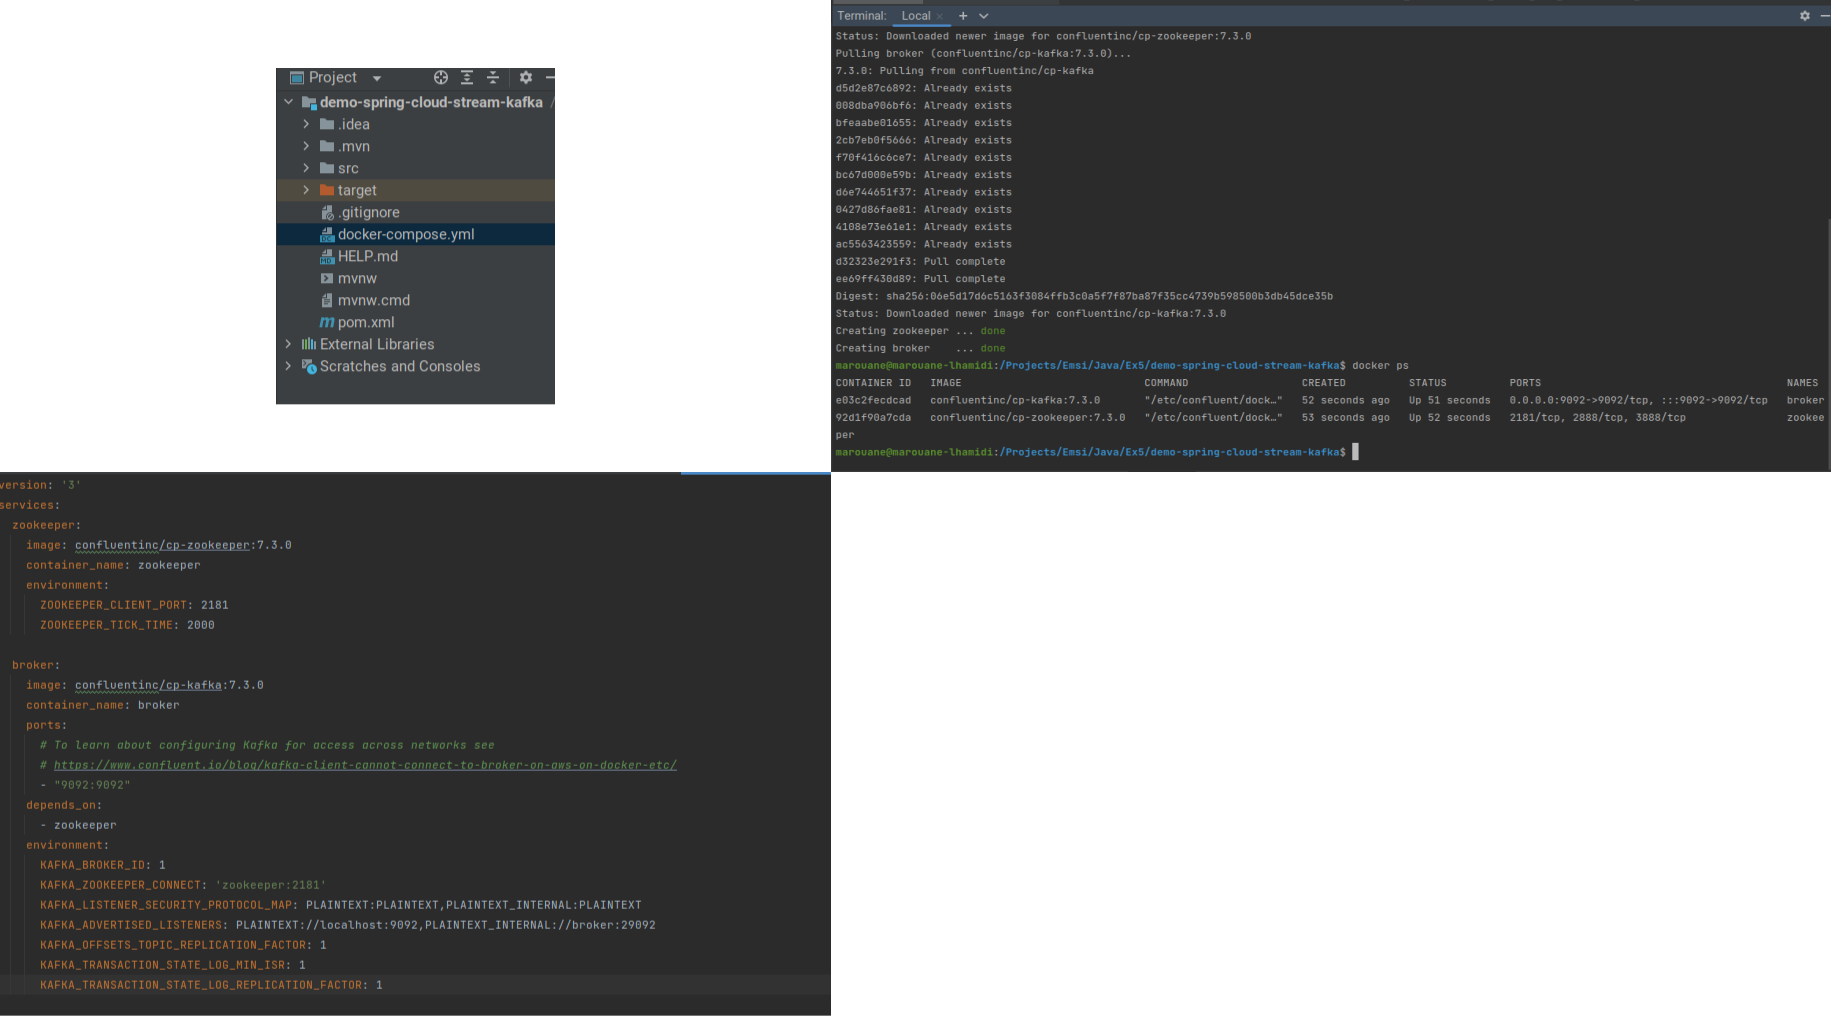 Project
demo-spring-cloud-stream-kafka /
.idea
.mvn
src
target
.gitignore
docker-compose.yml
HELP.md
mvnw
mvnw.cmd
pom.xml
External Libraries
Scratches and Consoles
Terminal: Local × +
Status: Downloaded newer image for confluentinc/cp-zookeeper:7.3.0
Pulling broker (confluentinc/cp-kafka:7.3.0)...
7.3.0: Pulling from confluentinc/cp-kafka
d5d2e87c6892: Already exists
008dba906bf6: Already exists
bfeaabe01655: Already exists
2cb7eb0f5666: Already exists
f70f416c6ce7: Already exists
bc67d000e59b: Already exists
d6e744651f37: Already exists
0427d86fae81: Already exists
4108e73e61e1: Already exists
ac5563423559: Already exists
d32323e291f3: Pull complete
ee69ff430d89: Pull complete
Digest: sha256:06e5d17d6c5163f3084ffb3c0a5f7f87ba87f35cc4739b598500b3db45dce35b
Status: Downloaded newer image for confluentinc/cp-kafka:7.3.0
Creating zookeeper ... done
Creating broker    ... done
marouane@marouane-lhamidi:/Projects/Emsi/Java/Ex5/demo-spring-cloud-stream-kafka$ docker ps
CONTAINER ID   IMAGE   COMMAND   CREATED   STATUS   PORTS   NAMES
e03c2fecdcad   confluentinc/cp-kafka:7.3.0   "/etc/confluent/dock…"   52 seconds ago   Up 51 seconds   0.0.0.0:9092->9092/tcp, :::9092->9092/tcp   broker
92d1f90a7cda   confluentinc/cp-zookeeper:7.3.0   "/etc/confluent/dock…"   53 seconds ago   Up 52 seconds   2181/tcp, 2888/tcp, 3888/tcp   zookee
per
marouane@marouane-lhamidi:/Projects/Emsi/Java/Ex5/demo-spring-cloud-stream-kafka$
version: '3'
services:
zookeeper:
image: confluentinc/cp-zookeeper:7.3.0
container_name: zookeeper
environment:
ZOOKEEPER_CLIENT_PORT: 2181
ZOOKEEPER_TICK_TIME: 2000
broker:
image: confluentinc/cp-kafka:7.3.0
container_name: broker
ports:
# To learn about configuring Kafka for access across networks see
# https://www.confluent.io/blog/kafka-client-cannot-connect-to-broker-on-aws-on-docker-etc/
- "9092:9092"
depends_on:
- zookeeper
environment:
KAFKA_BROKER_ID: 1
KAFKA_ZOOKEEPER_CONNECT: 'zookeeper:2181'
KAFKA_LISTENER_SECURITY_PROTOCOL_MAP: PLAINTEXT:PLAINTEXT,PLAINTEXT_INTERNAL:PLAINTEXT
KAFKA_ADVERTISED_LISTENERS: PLAINTEXT://localhost:9092,PLAINTEXT_INTERNAL://broker:29092
KAFKA_OFFSETS_TOPIC_REPLICATION_FACTOR: 1
KAFKA_TRANSACTION_STATE_LOG_MIN_ISR: 1
KAFKA_TRANSACTION_STATE_LOG_REPLICATION_FACTOR: 1